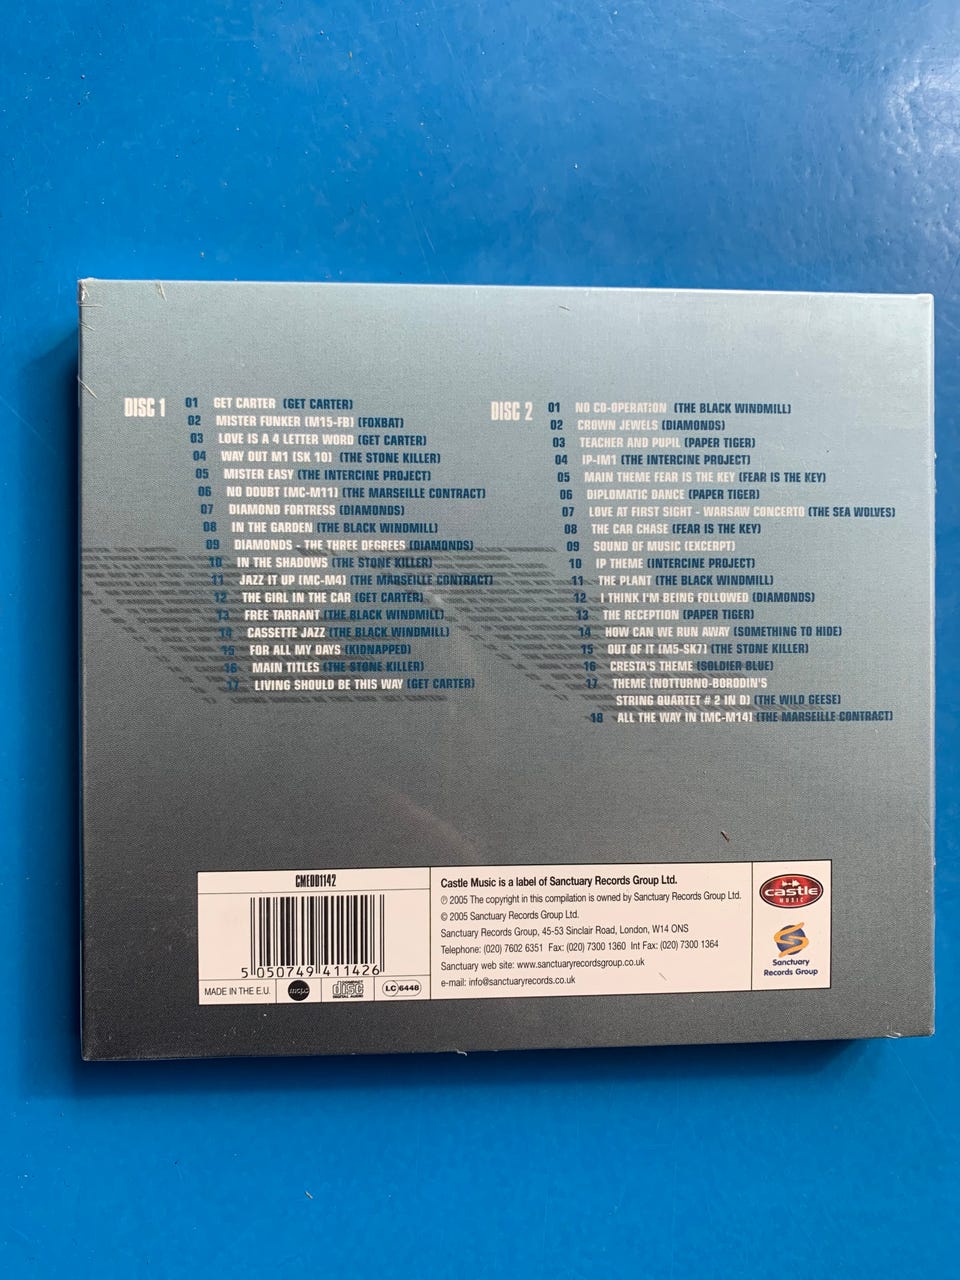 DISC 1
01 GET CARTER (GET CARTER)
02 MISTER FUNKER (M15-FB) (FOXBAT)
03 LOVE IS A 4 LETTER WORD (GET CARTER)
04 WAY OUT M1 (SK 10) (THE STONE KILLER)
05 MISTER EASY (THE INTERCINE PROJECT)
06 NO DOUBT (MC-M11) (THE MARSEILLE CONTRACT)
07 DIAMOND FORTRESS (DIAMONDS)
08 IN THE GARDEN (THE BLACK WINDMILL)
09 DIAMONDS - THE THREE DEGREES (DIAMONDS)
10 IN THE SHADOWS (THE STONE KILLER)
11 JAZZ IT UP (MC-M4) (THE MARSEILLE CONTRACT)
12 THE GIRL IN THE CAR (GET CARTER)
13 FREE TARRANT (THE BLACK WINDMILL)
14 CASSETTE JAZZ (THE BLACK WINDMILL)
15 FOR ALL MY DAYS (KIDNAPPED)
16 MAIN TITLES (THE STONE KILLER)
17 LIVING SHOULD BE THIS WAY (GET CARTER)
DISC 2
01 NO CO-OPERATION (THE BLACK WINDMILL)
02 CROWN JEWELS (DIAMONDS)
03 TEACHER AND PUPIL (PAPER TIGER)
04 IP-IM1 (THE INTERCINE PROJECT)
05 MAIN THEME FEAR IS THE KEY (FEAR IS THE KEY)
06 DIPLOMATIC DANCE (PAPER TIGER)
07 LOVE AT FIRST SIGHT - WARSAW CONCERTO (THE SEA WOLVES)
08 THE CAR CHASE (FEAR IS THE KEY)
09 SOUND OF MUSIC (EXCERPT)
10 IP THEME (INTERCINE PROJECT)
11 THE PLANT (THE BLACK WINDMILL)
12 I THINK I'M BEING FOLLOWED (DIAMONDS)
13 THE RECEPTION (PAPER TIGER)
14 HOW CAN WE RUN AWAY (SOMETHING TO HIDE)
15 OUT OF IT (M5-SK7) (THE STONE KILLER)
16 CRESTA'S THEME (SOLDIER BLUE)
17 THEME (NOTTURNO-BORODIN'S
STRING QUARTET # 2 IN D) (THE WILD GEESE)
18 ALL THE WAY IN (MC-M14) (THE MARSEILLE CONTRACT)
CMEDD1142
5 050749 411426
MADE IN THE E.U.
mcps
COMPACT
disc
DIGITAL AUDIO
LC 6448
Castle Music is a label of Sanctuary Records Group Ltd.
℗ 2005 The copyright in this compilation is owned by Sanctuary Records Group Ltd.
© 2005 Sanctuary Records Group Ltd.
Sanctuary Records Group, 45-53 Sinclair Road, London, W14 ONS
Telephone: (020) 7602 6351 Fax: (020) 7300 1360 Int Fax: (020) 7300 1364
Sanctuary web site: www.sanctuaryrecordsgroup.co.uk
e-mail: info@sanctuaryrecords.co.uk
castle
MUSIC
Sanctuary
Records Group